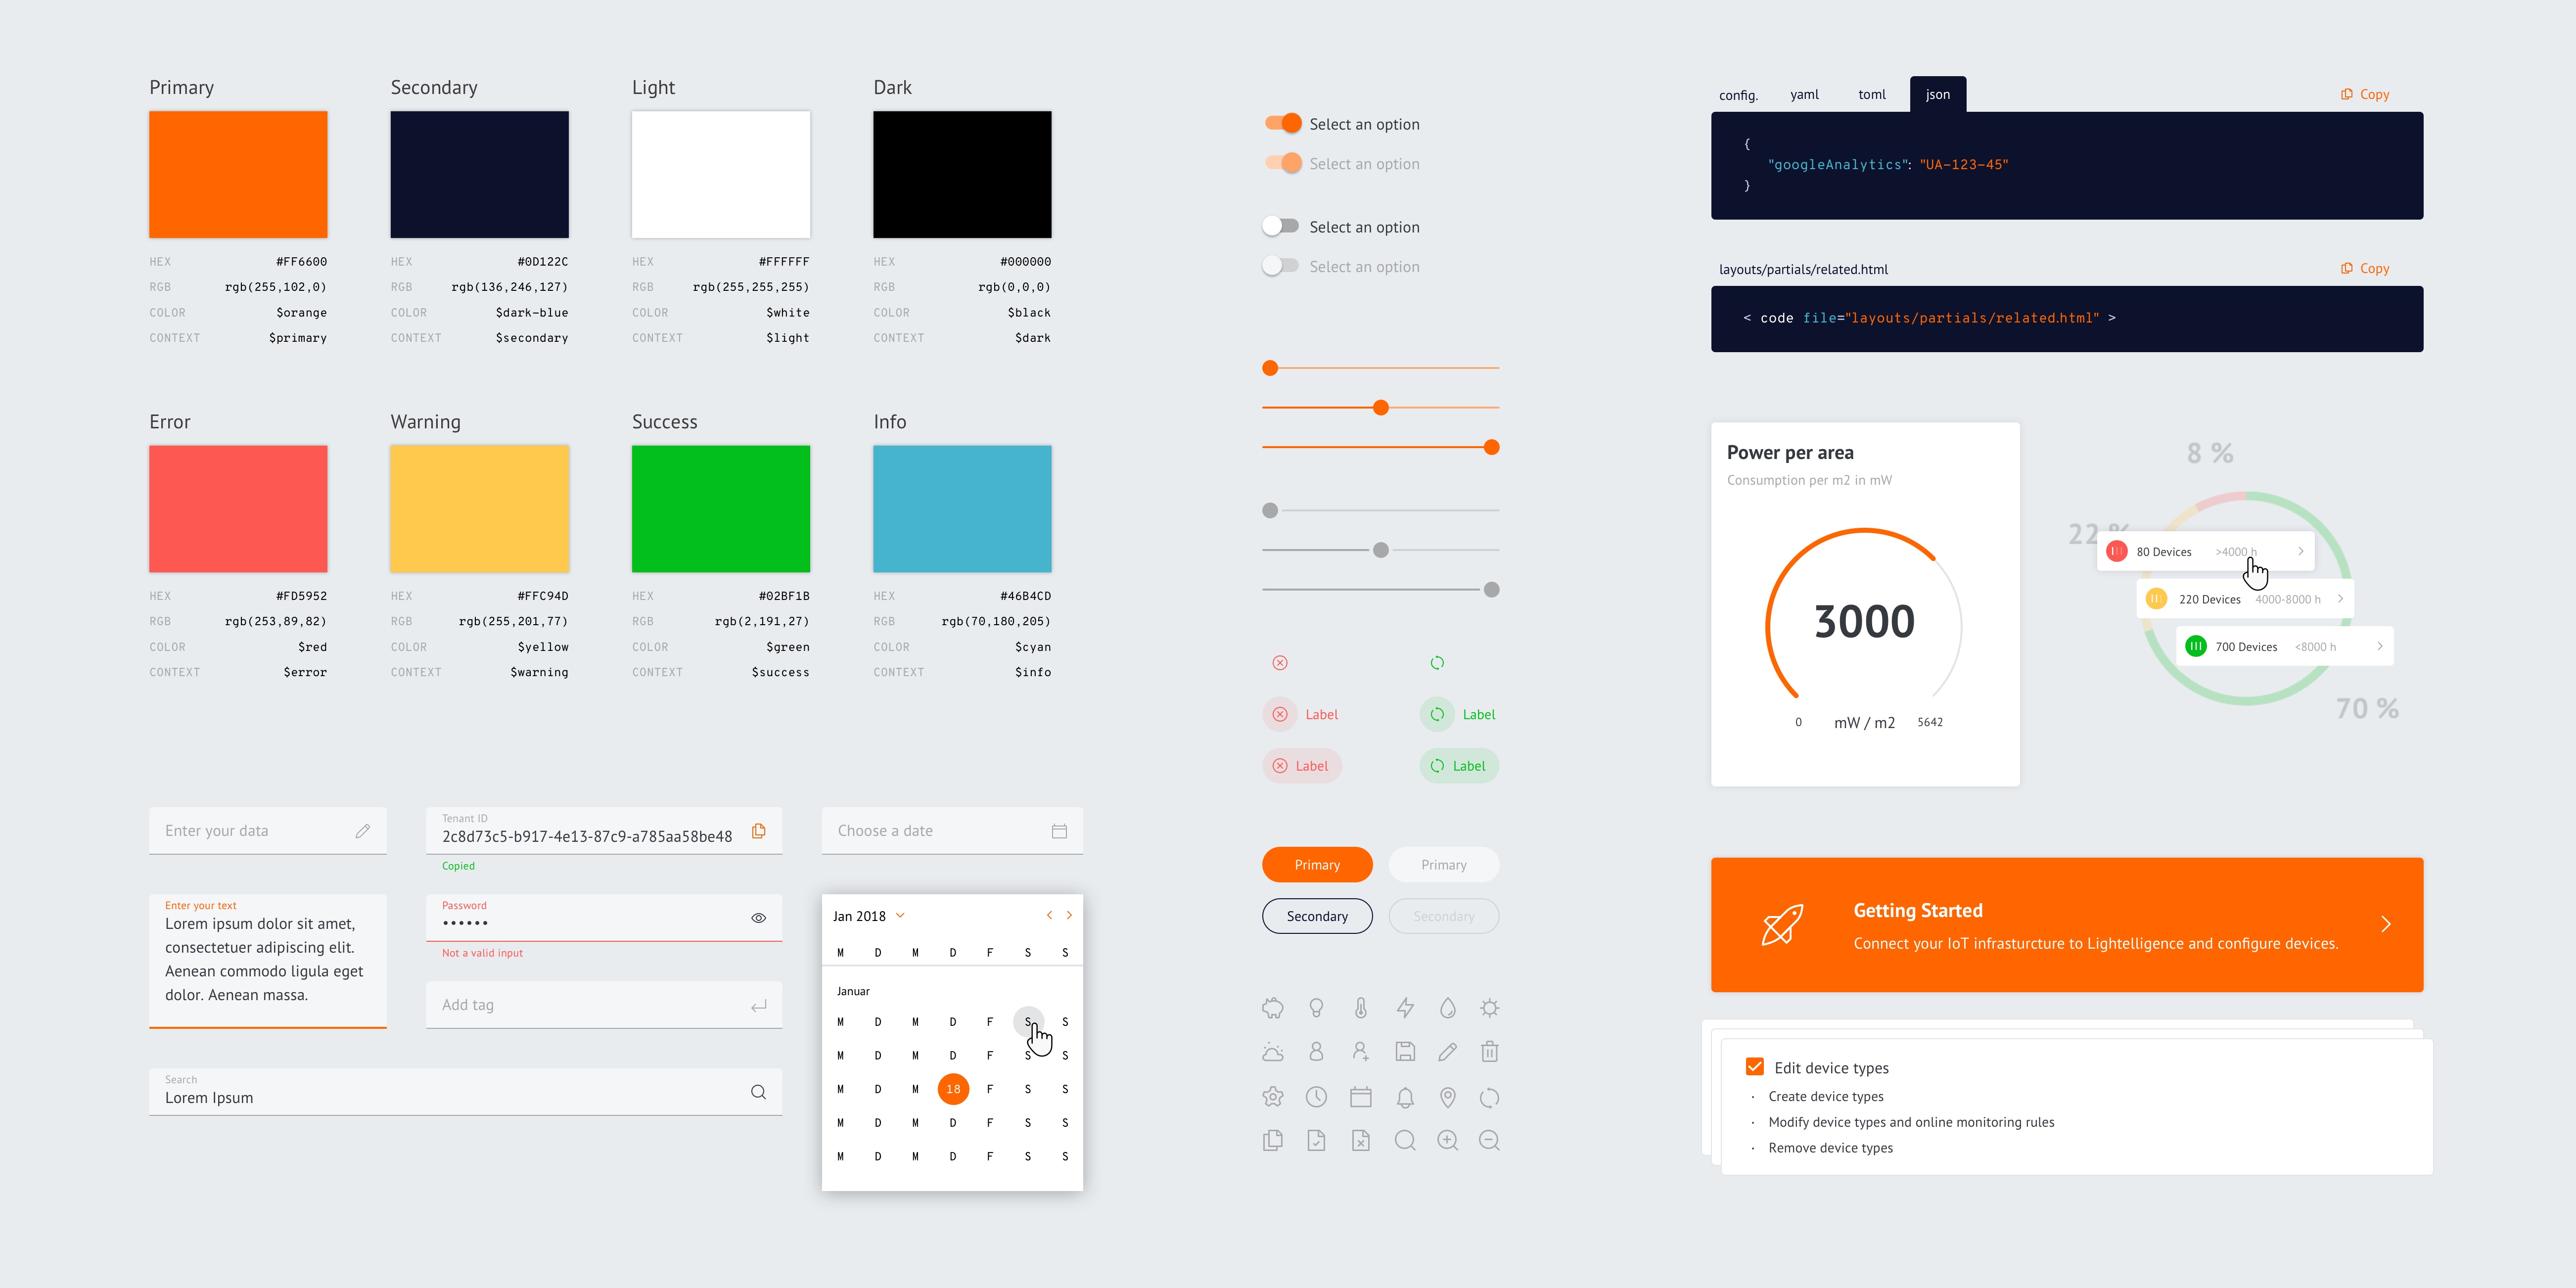 Primary
#FF6600
HEX
rgb(255,102,0)
RGB
$orange
COLOR
$primary
CONTEXT
Secondary
HEX
#0D122C
RGB
rgb(136,246,127)
COLOR
$dark-blue
CONTEXT
$secondary
Light
HEX
#FFFFFF
RGB
rgb(255,255,255)
COLOR
$white
CONTEXT
$light
Dark
HEX
#000000
RGB
rgb(0,0,0)
COLOR
$black
CONTEXT
$dark
Error
HEX
#FD5952
RGB
rgb(253,89,82)
COLOR
$red
CONTEXT
$error
Warning
HEX
#FFC94D
RGB
rgb(255,201,77)
COLOR
$yellow
CONTEXT
$warning
Success
HEX
#02BF1B
RGB
rgb(2,191,27)
COLOR
$green
CONTEXT
$success
Info
HEX
#46B4CD
RGB
rgb(70,180,205)
COLOR
$cyan
CONTEXT
$info
Enter your data
Enter your text
Lorem ipsum dolor sit amet,
consectetuer adipiscing elit.
Aenean commodo ligula eget
dolor. Aenean massa.
Tenant ID
2c8d73c5-b917-4e13-87c9-a785aa58be48
Copied
Password
••••••
Not a valid input
Add tag
Search
Lorem Ipsum
Choose a date
Jan 2018
M D M D F S S
Januar
M D M D F S S
M D M D F S S
M D M 18 F S S
M D M D F S S
M D M D F S S
Select an option
Select an option
Select an option
Select an option
Label
Label
Label
Label
Primary
Primary
Secondary
Secondary
config. yaml toml json
Copy
{
"googleAnalytics": "UA-123-45"
}
layouts/partials/related.html
Copy
< code file="layouts/partials/related.html" >
Power per area
Consumption per m2 in mW
3000
0 mW / m2 5642
8 %
22 %
80 Devices >4000 h
220 Devices 4000-8000 h
700 Devices <8000 h
70 %
Getting Started
Connect your IoT infrasturcture to Lightelligence and configure devices.
Edit device types
· Create device types
· Modify device types and online monitoring rules
· Remove device types